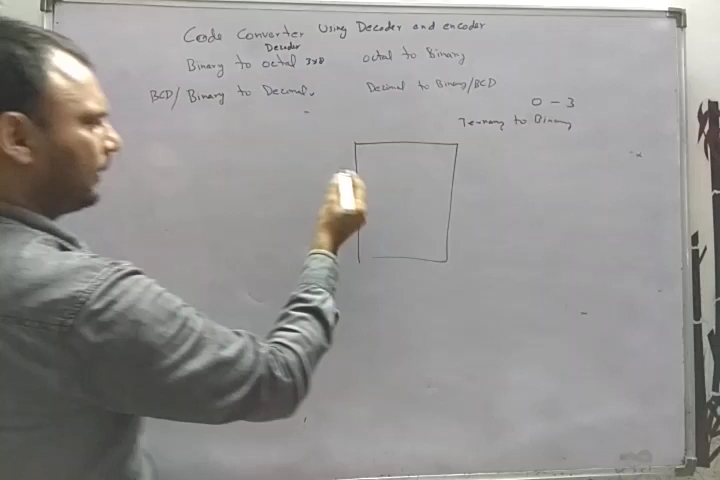 Code Converter Using Decoder and encoder
Decoder
Binary to octal 3x8 octal to Binary
BCD/ Binary to Decimal. Decimal to Binary/BCD
0 - 3
Ternary to Binary